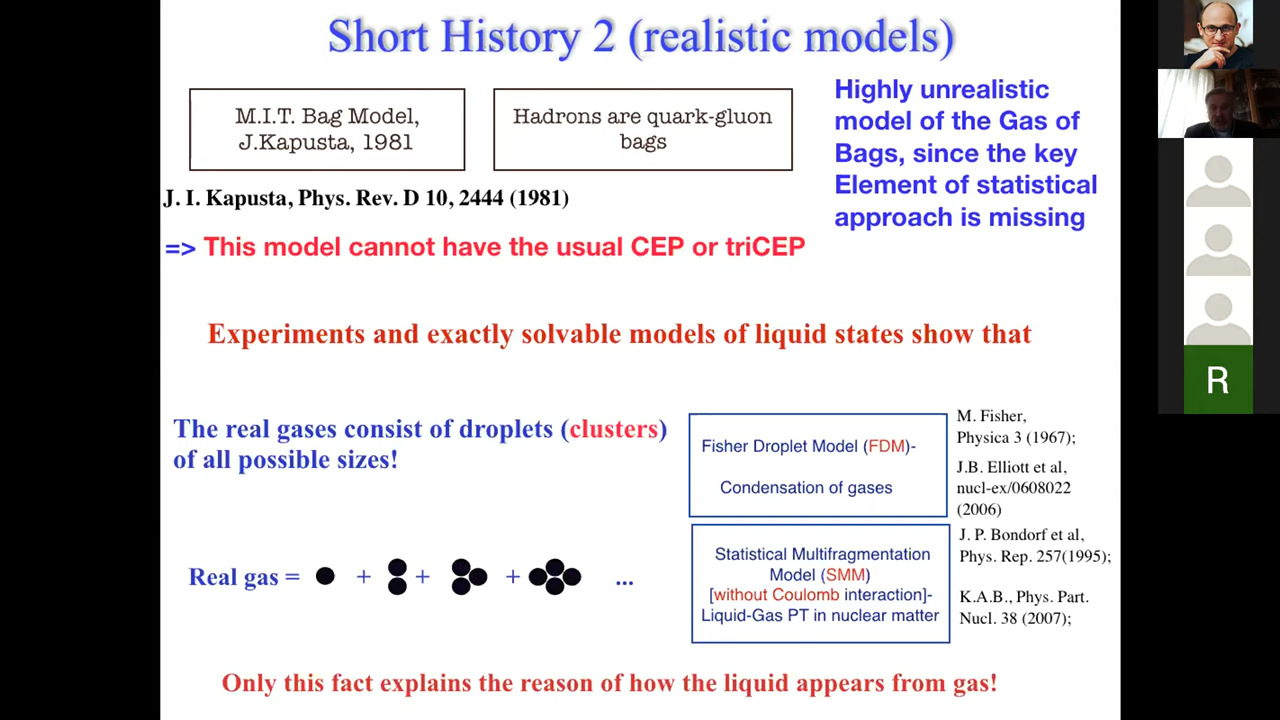 Short History 2 (realistic models)
M.I.T. Bag Model,
J.Kapusta, 1981
Hadrons are quark-gluon
bags
Highly unrealistic
model of the Gas of
Bags, since the key
Element of statistical
approach is missing
J. I. Kapusta, Phys. Rev. D 10, 2444 (1981)
=> This model cannot have the usual CEP or triCEP
Experiments and exactly solvable models of liquid states show that
The real gases consist of droplets (clusters)
of all possible sizes!
Fisher Droplet Model (FDM)-
Condensation of gases
M. Fisher,
Physica 3 (1967);
J.B. Elliott et al,
nucl-ex/0608022
(2006)
Real gas = + + + ...
Statistical Multifragmentation
Model (SMM)
[without Coulomb interaction]-
Liquid-Gas PT in nuclear matter
J. P. Bondorf et al,
Phys. Rep. 257(1995);
K.A.B., Phys. Part.
Nucl. 38 (2007);
Only this fact explains the reason of how the liquid appears from gas!
R